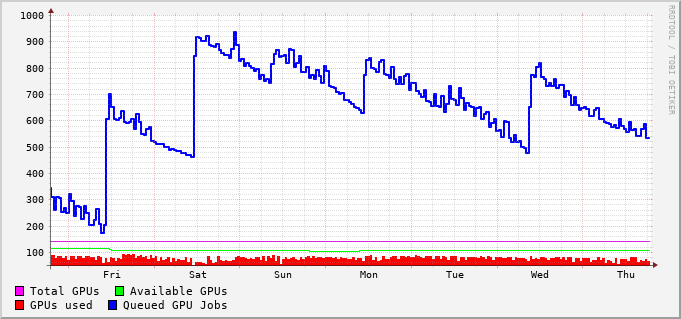 1000
900
800
700
600
500
400
300
200
100
Fri Sat Sun Mon Tue Wed Thu
Total GPUs Available GPUs
GPUs used Queued GPU Jobs
RRDTOOL / TOBI OETIKER